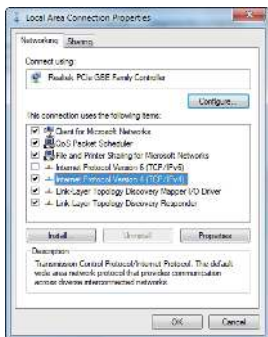 Local Area Connection Properties
Networking Sharing
Connect using:
Realtek PCIe GBE Family Controller
Configure...
This connection uses the following items:
Client for Microsoft Networks
QoS Packet Scheduler
File and Printer Sharing for Microsoft Networks
Internet Protocol Version 6 (TCP/IPv6)
Internet Protocol Version 4 (TCP/IPv4)
Link-Layer Topology Discovery Mapper I/O Driver
Link-Layer Topology Discovery Responder
Install...
Uninstall
Properties
Description
Transmission Control Protocol/Internet Protocol. The default
wide area network protocol that provides communication
across diverse interconnected networks.
OK Cancel